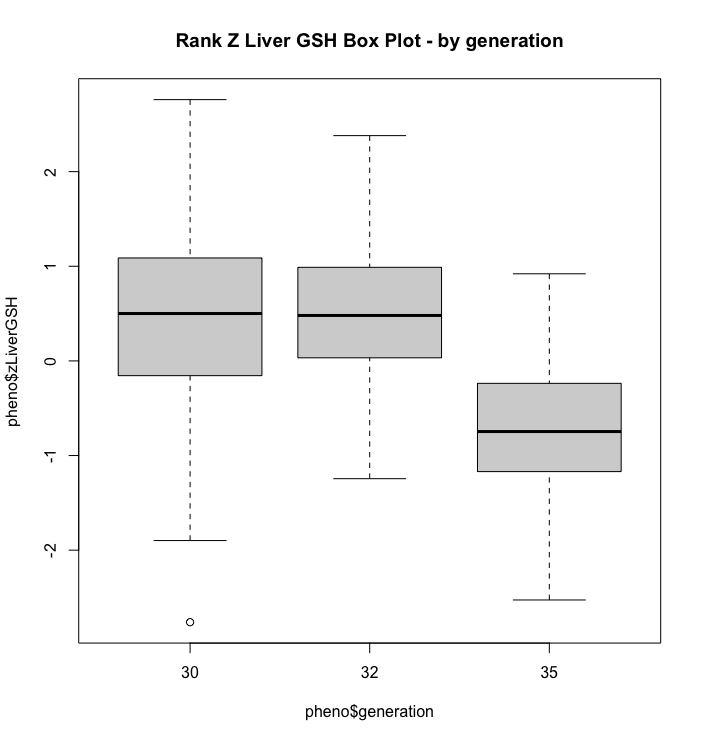 Rank Z Liver GSH Box Plot - by generation
pheno$zLiverGSH
2
1
0
-1
-2
30 32 35
pheno$generation